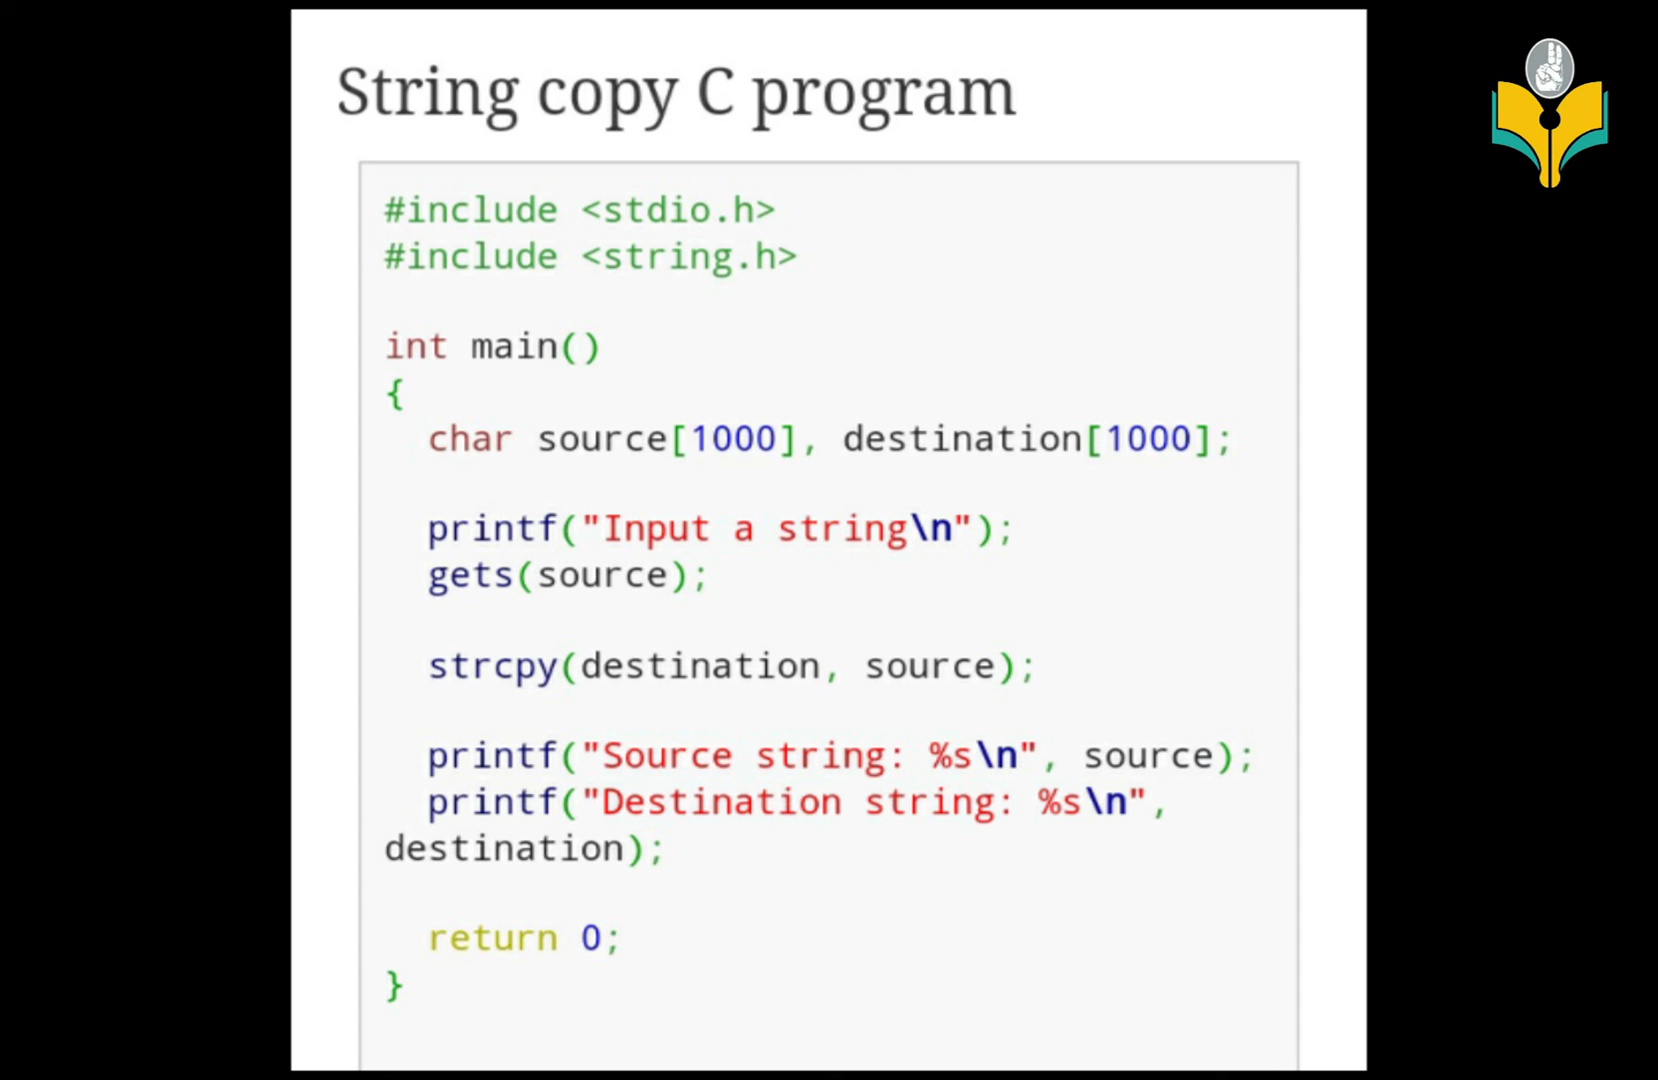 String copy C program
#include <stdio.h>
#include <string.h>
int main()
{
char source[1000], destination[1000];
printf("Input a string\n");
gets(source);
strcpy(destination, source);
printf("Source string: %s\n", source);
printf("Destination string: %s\n",
destination);
return 0;
}